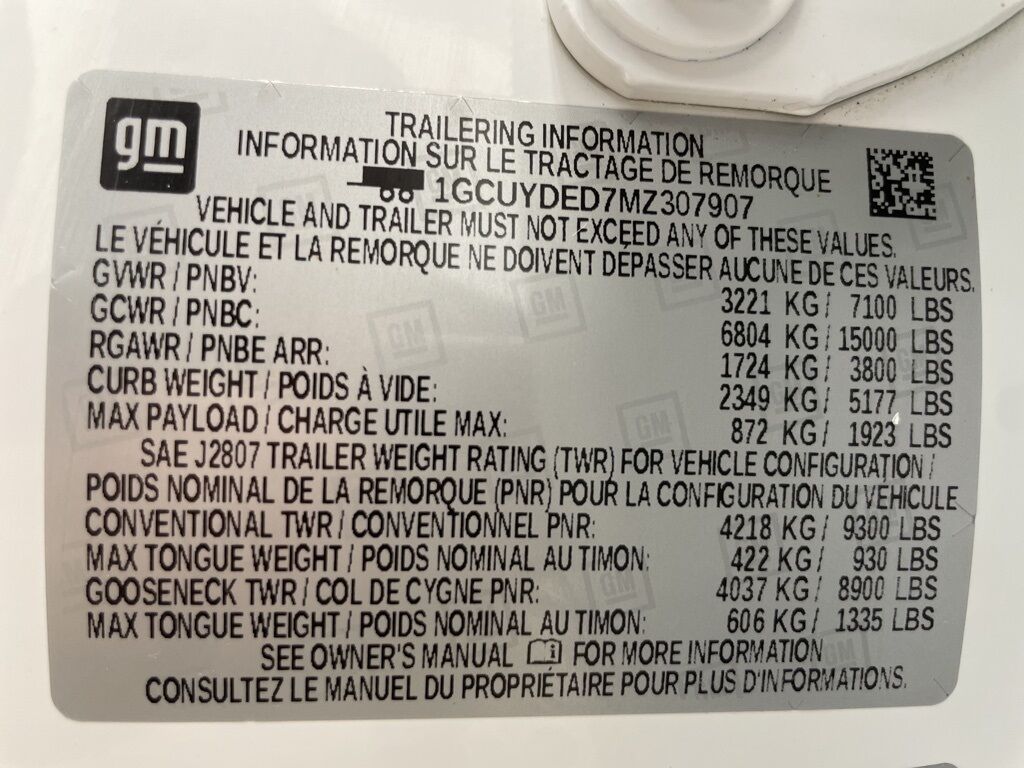 gm
TRAILERING INFORMATION
INFORMATION SUR LE TRACTAGE DE REMORQUE
1GCUYDED7MZ307907
VEHICLE AND TRAILER MUST NOT EXCEED ANY OF THESE VALUES.
LE VÉHICULE ET LA REMORQUE NE DOIVENT DÉPASSER AUCUNE DE CES VALEURS.
GVWR / PNBV: 3221 KG / 7100 LBS
GCWR / PNBC: 6804 KG / 15000 LBS
RGAWR / PNBE ARR: 1724 KG / 3800 LBS
CURB WEIGHT / POIDS À VIDE: 2349 KG / 5177 LBS
MAX PAYLOAD / CHARGE UTILE MAX: 872 KG / 1923 LBS
SAE J2807 TRAILER WEIGHT RATING (TWR) FOR VEHICLE CONFIGURATION /
POIDS NOMINAL DE LA REMORQUE (PNR) POUR LA CONFIGURATION DU VÉHICULE
CONVENTIONAL TWR / CONVENTIONNEL PNR: 4218 KG / 9300 LBS
MAX TONGUE WEIGHT / POIDS NOMINAL AU TIMON: 422 KG / 930 LBS
GOOSENECK TWR / COL DE CYGNE PNR: 4037 KG / 8900 LBS
MAX TONGUE WEIGHT / POIDS NOMINAL AU TIMON: 606 KG / 1335 LBS
SEE OWNER'S MANUAL i FOR MORE INFORMATION
CONSULTEZ LE MANUEL DU PROPRIÉTAIRE POUR PLUS D'INFORMATIONS.